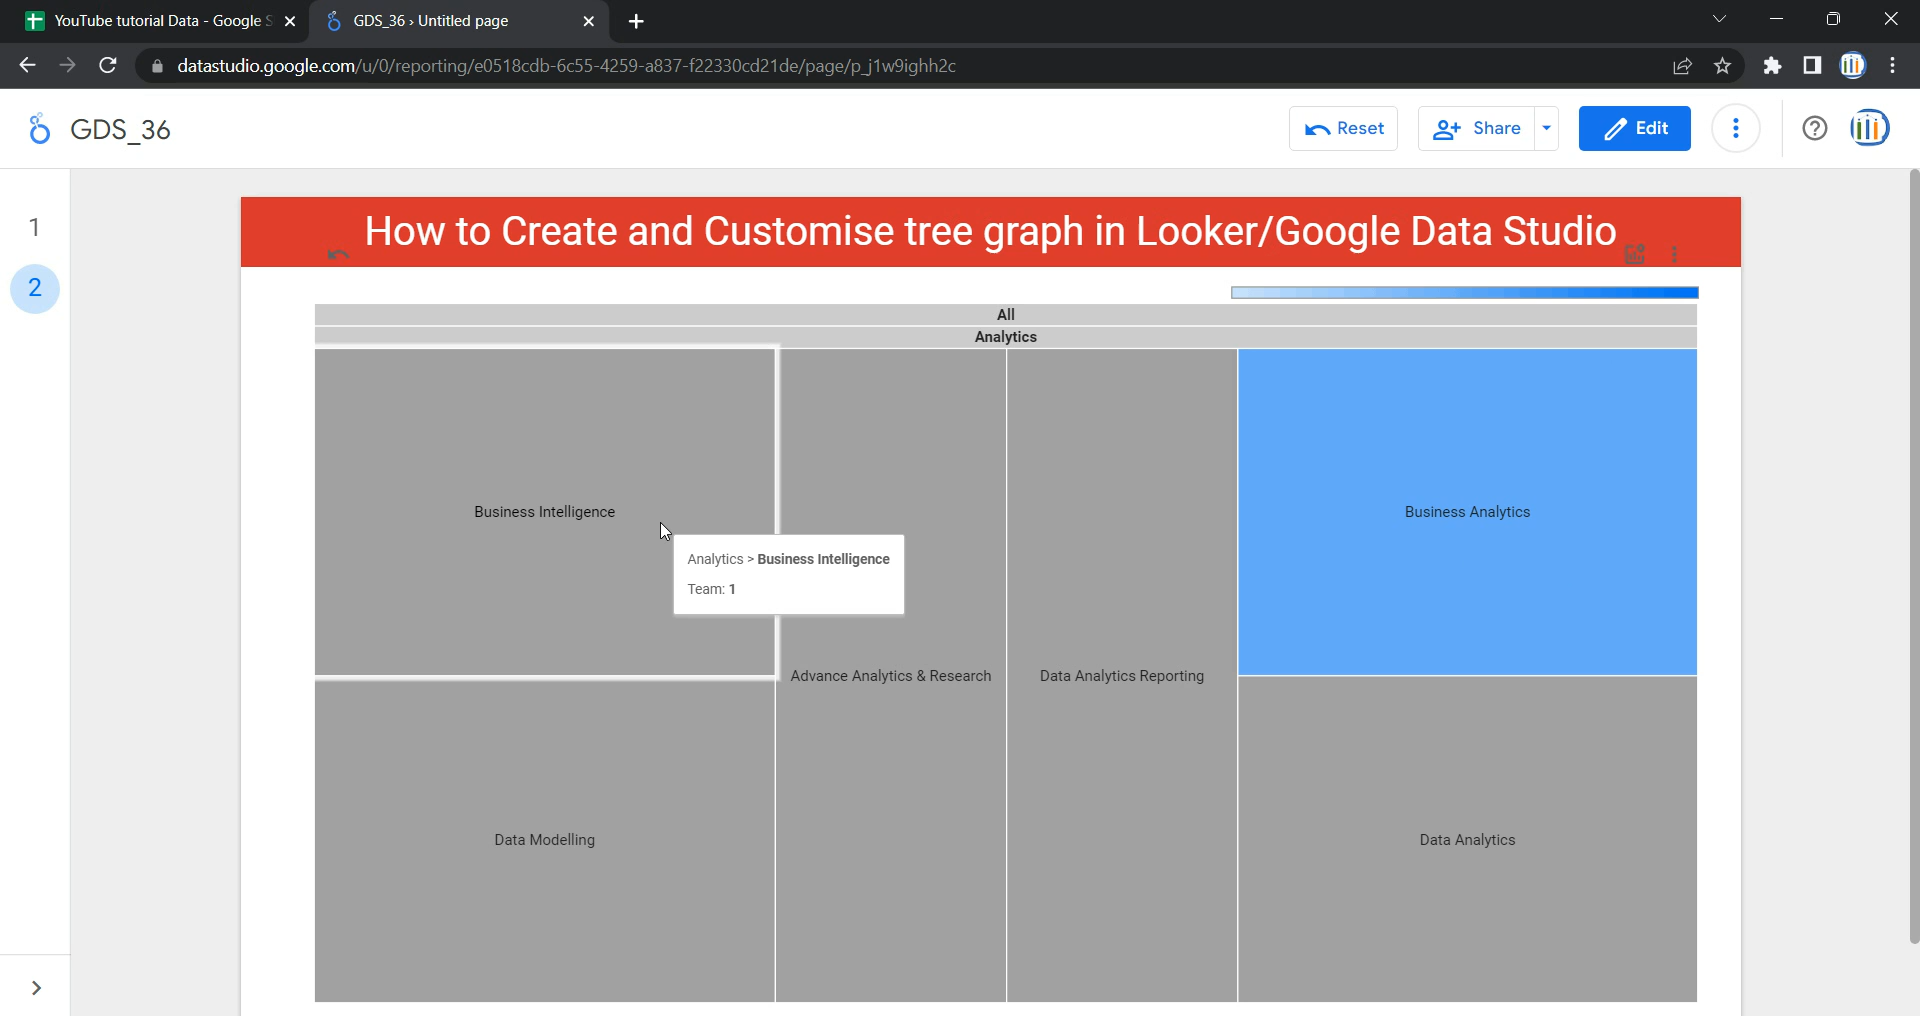 YouTube tutorial Data - Google S
GDS_36 › Untitled page
datastudio.google.com/u/0/reporting/e0518cdb-6c55-4259-a837-f22330cd21de/page/p_j1w9ighh2c
GDS_36
Reset
Share
Edit
1
2
How to Create and Customise tree graph in Looker/Google Data Studio
All
Analytics
Business Intelligence
Business Analytics
Analytics > Business Intelligence
Team: 1
Advance Analytics & Research
Data Analytics Reporting
Data Modelling
Data Analytics